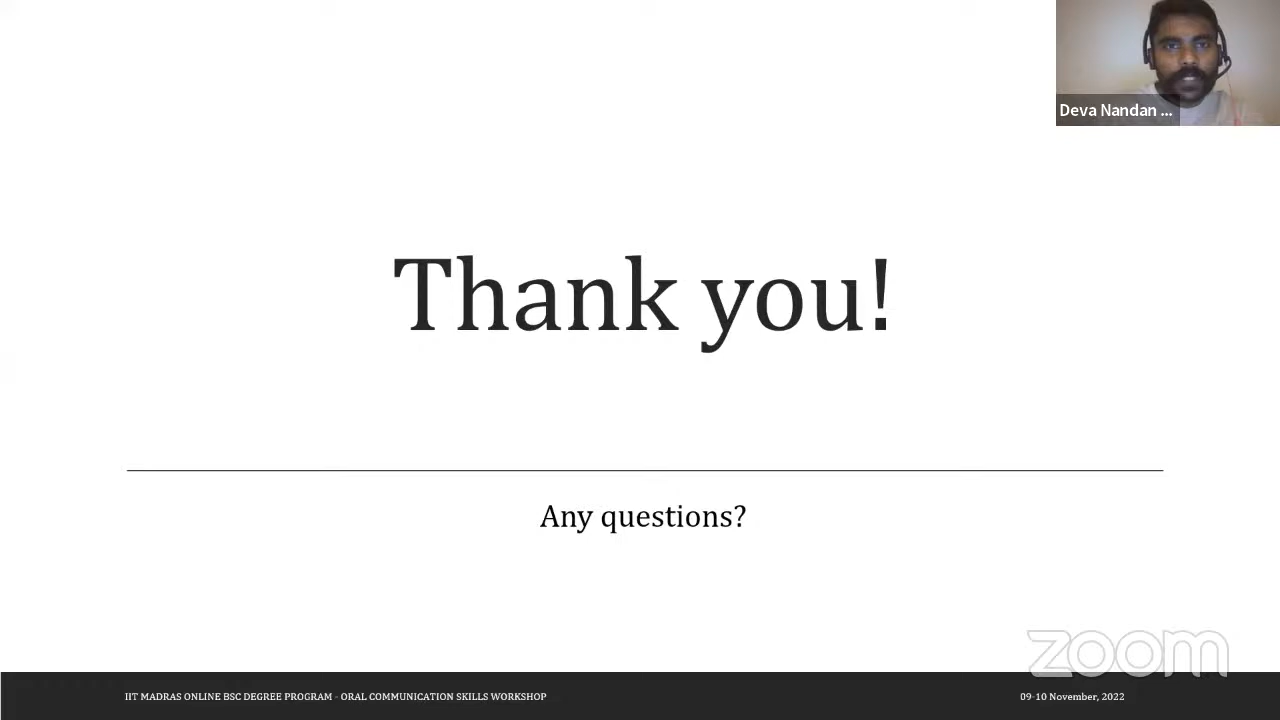 Deva Nandan ...
Thank you!
Any questions?
zoom
IIT MADRAS ONLINE BSC DEGREE PROGRAM - ORAL COMMUNICATION SKILLS WORKSHOP
09-10 November, 2022